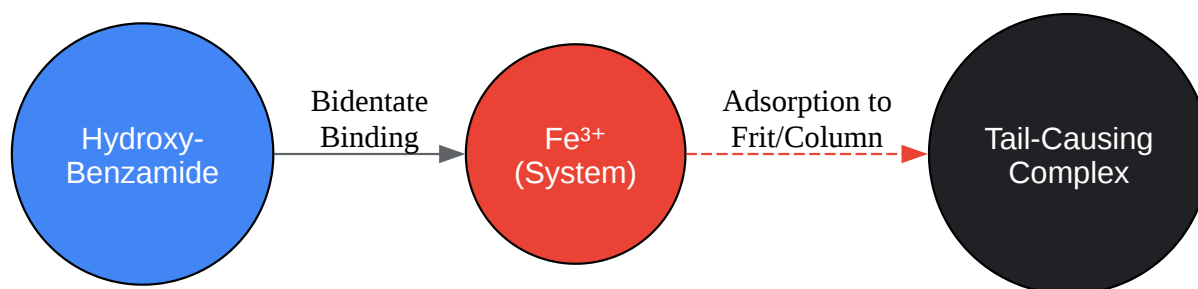 Hydroxy-
Benzamide
Bidentate
Binding
Fe³⁺
(System)
Adsorption to
Frit/Column
Tail-Causing
Complex